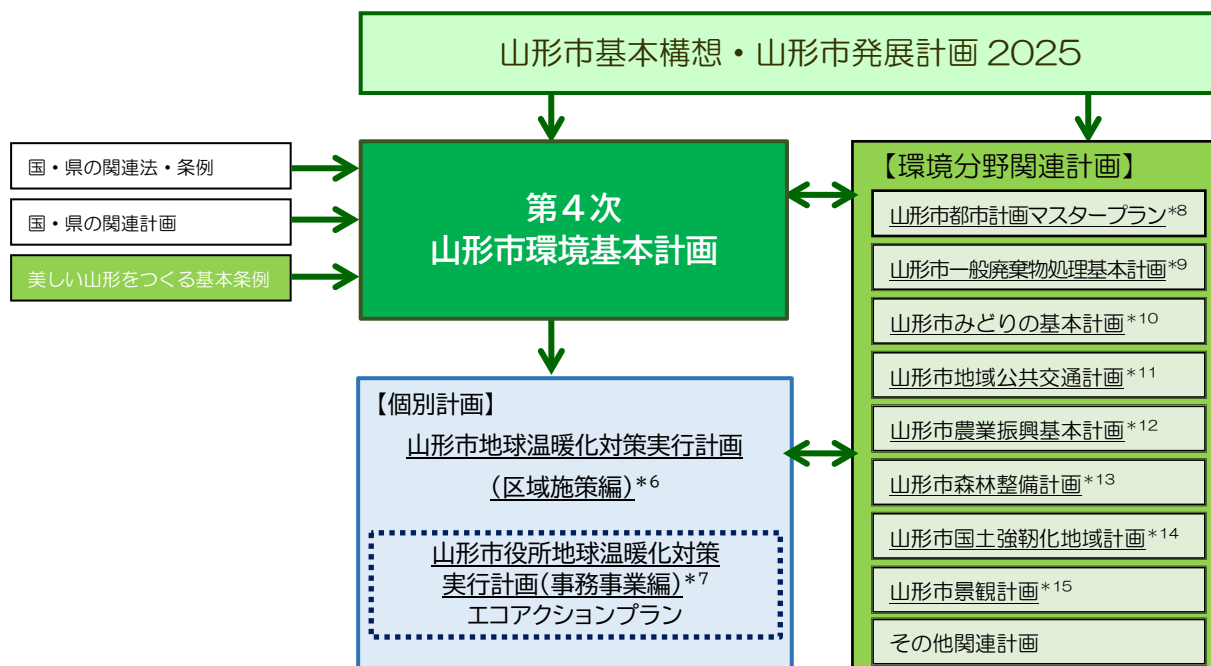 山形市基本構想・山形市発展計画 2025
国・県の関連法・条例
国・県の関連計画
美しい山形をつくる基本条例
第4次
山形市環境基本計画
【個別計画】
山形市地球温暖化対策実行計画
(区域施策編)*6
山形市役所地球温暖化対策
実行計画(事務事業編)*7
エコアクションプラン
【環境分野関連計画】
山形市都市計画マスタープラン*8
山形市一般廃棄物処理基本計画*9
山形市みどりの基本計画*10
山形市地域公共交通計画*11
山形市農業振興基本計画*12
山形市森林整備計画*13
山形市国土強靱化地域計画*14
山形市景観計画*15
その他関連計画